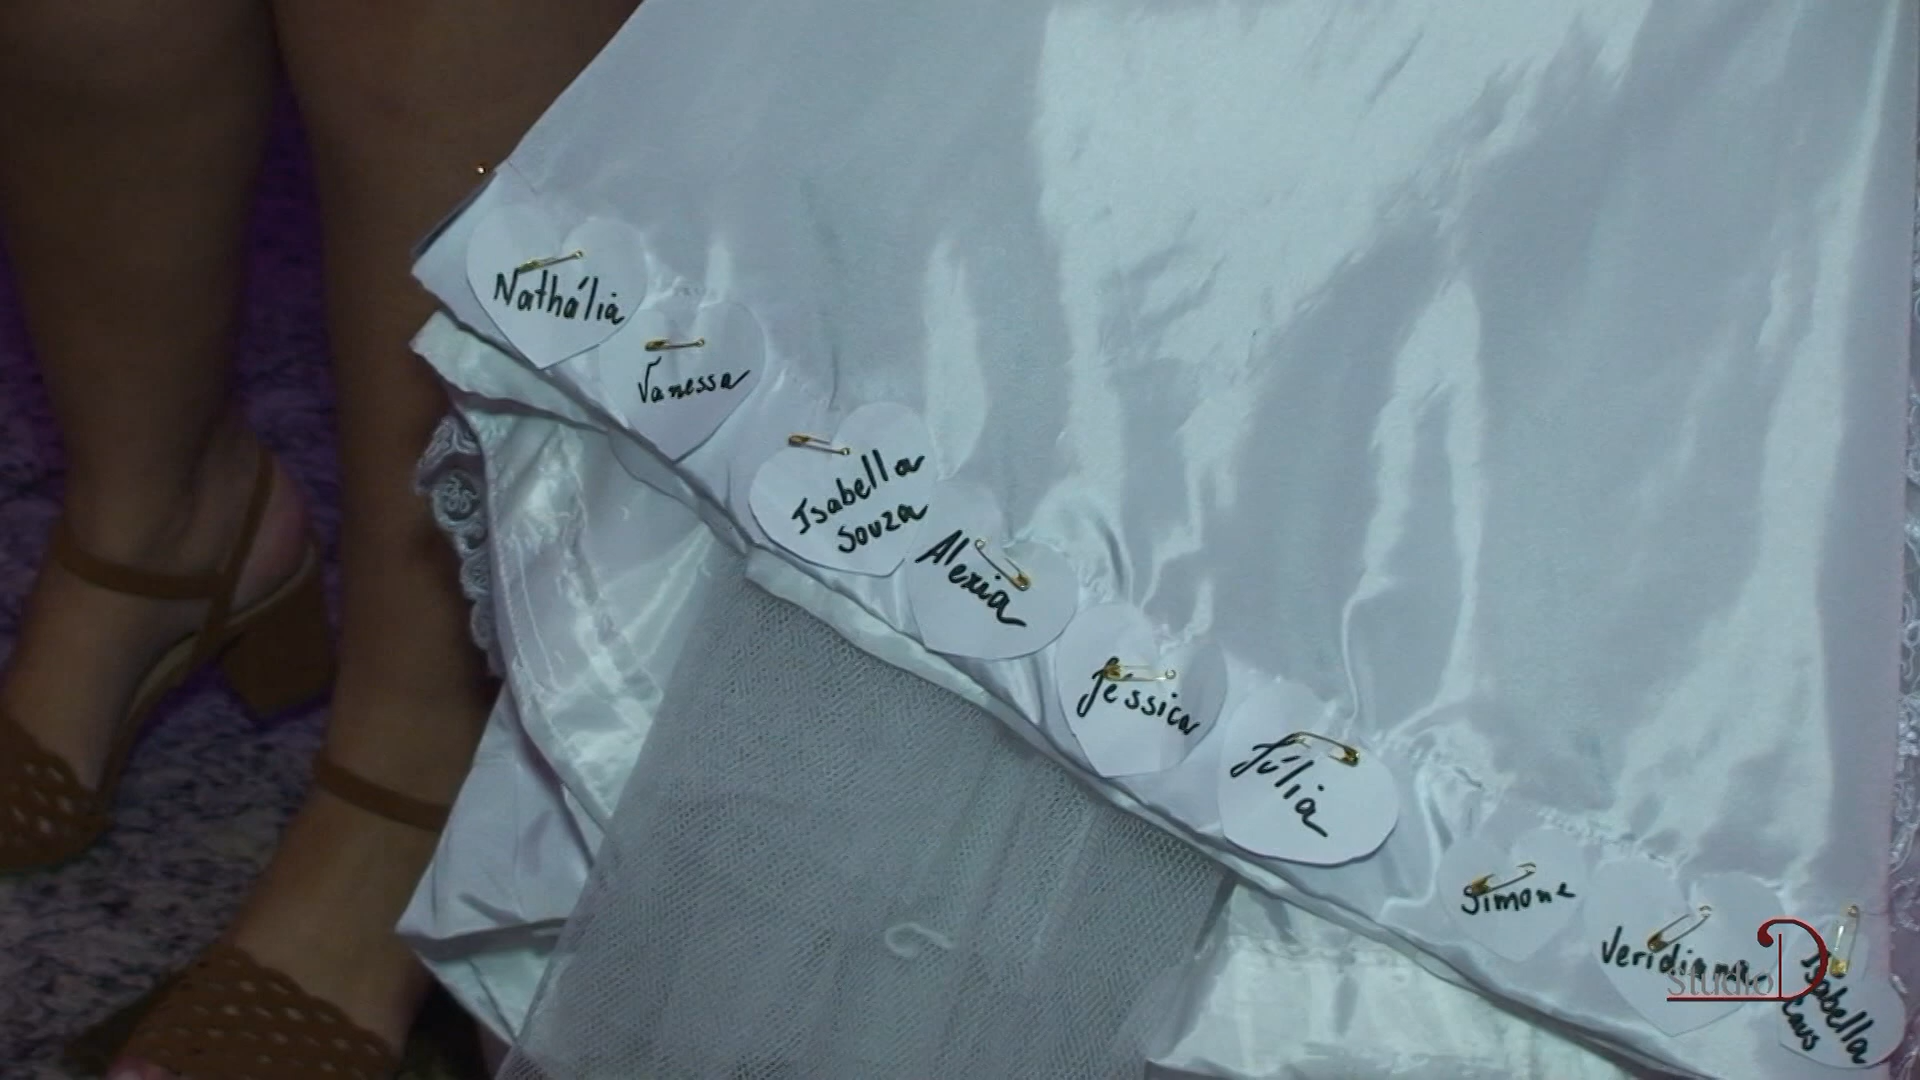 Nathália
Vanessa
Isabella
Souza
Alexia
Jéssica
Júlia
Simone
Veridiana
Isabella
studio D